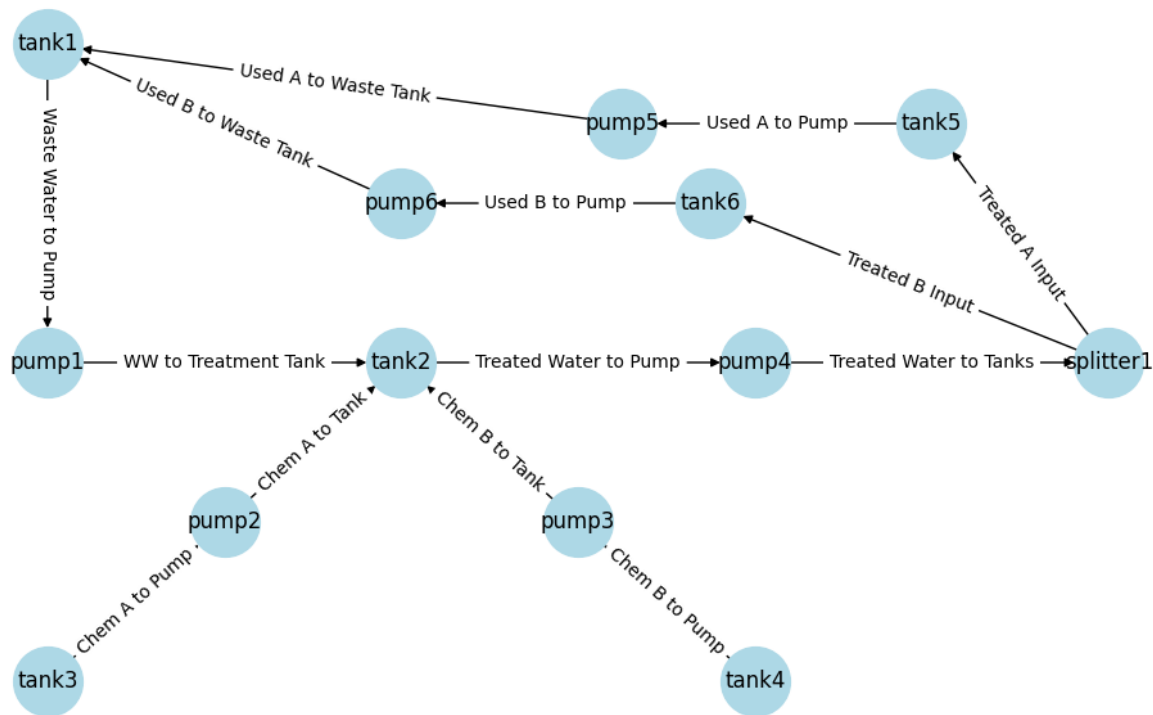 tank1
Used A to Waste Tank
Used B to Waste Tank
pump5
Used A to Pump
tank5
Waste Water to Pump
pump6
Used B to Pump
tank6
Treated A Input
Treated B Input
pump1
WW to Treatment Tank
tank2
Treated Water to Pump
pump4
Treated Water to Tanks
splitter1
Chem A to Tank
Chem B to Tank
pump2
pump3
Chem A to Pump
Chem B to Pump
tank3
tank4